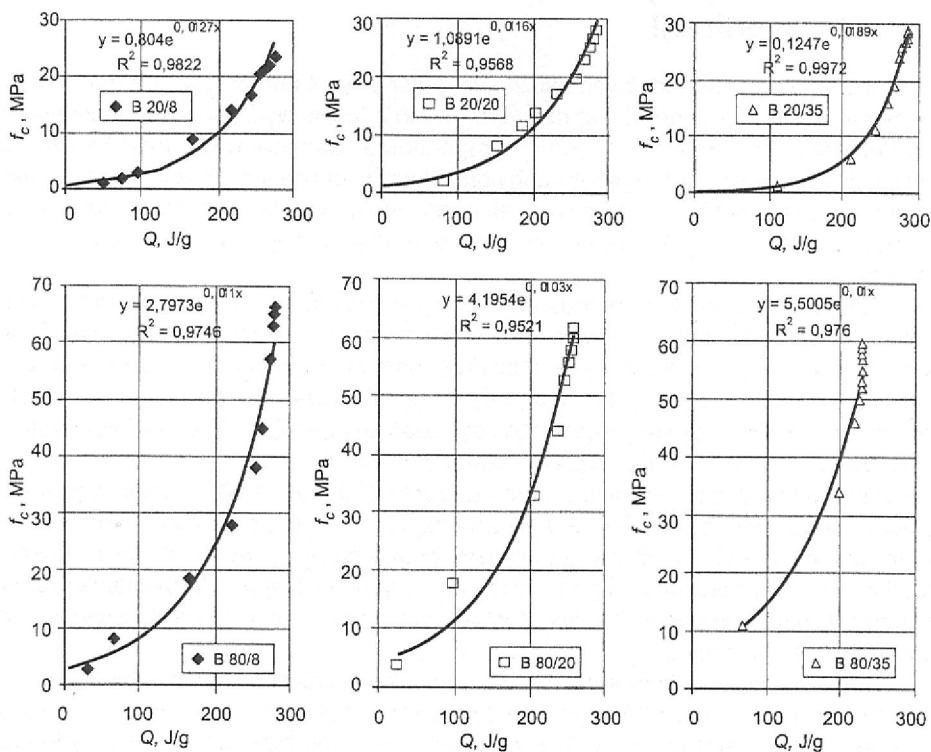 30
20
10
0
f_c, MPa
0,0127x
y = 0,804e
R² = 0,9822
B 20/8
0 100 200 300
Q, J/g
30
20
10
0
f_c, MPa
0,0116x
y = 1,0891e
R² = 0,9568
B 20/20
0 100 200 300
Q, J/g
30
20
10
0
f_c, MPa
0,0189x
y = 0,1247e
R² = 0,9972
B 20/35
0 100 200 300
Q, J/g
70
60
50
40
30
20
10
0
f_c, MPa
0,011x
y = 2,7973e
R² = 0,9746
B 80/8
0 100 200 300
Q, J/g
70
60
50
40
30
20
10
0
f_c, MPa
0,0103x
y = 4,1954e
R² = 0,9521
B 80/20
0 100 200 300
Q, J/g
70
60
50
40
30
20
10
0
f_c, MPa
0,01x
y = 5,5005e
R² = 0,976
B 80/35
0 100 200 300
Q, J/g